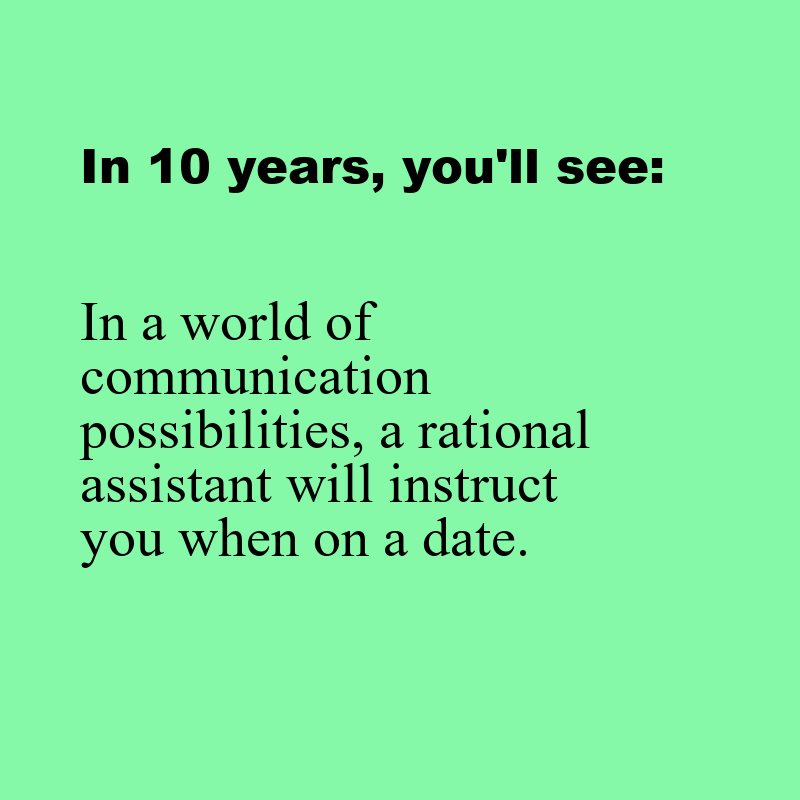 In 10 years, you'll see:
In a world of
communication
possibilities, a rational
assistant will instruct
you when on a date.